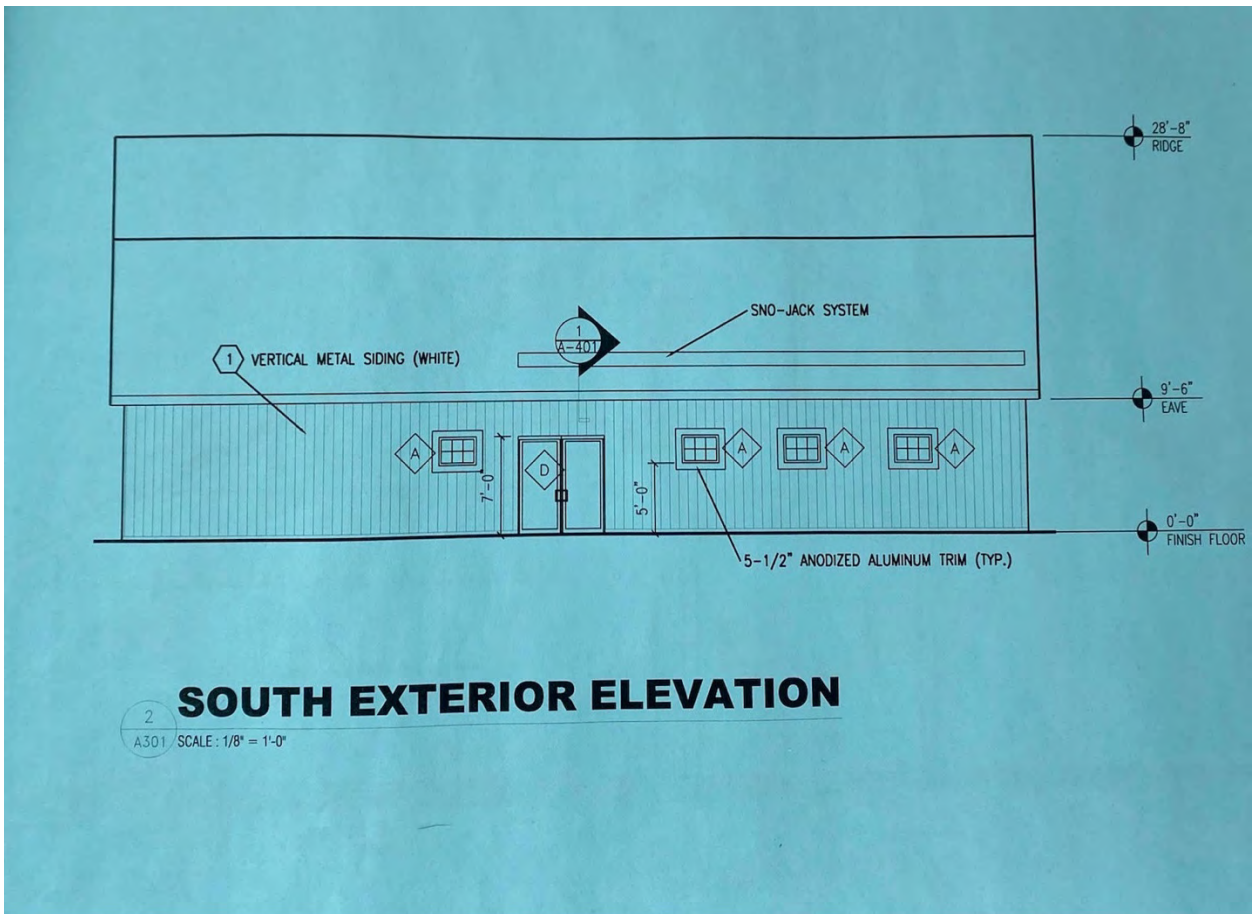 28'-8"
RIDGE
SNO-JACK SYSTEM
1
A-401
1 VERTICAL METAL SIDING (WHITE)
9'-6"
EAVE
A
A
A
A
D
7'-0
5'-0"
0'-0"
FINISH FLOOR
5-1/2" ANODIZED ALUMINUM TRIM (TYP.)
2
A301
SOUTH EXTERIOR ELEVATION
SCALE : 1/8" = 1'-0"